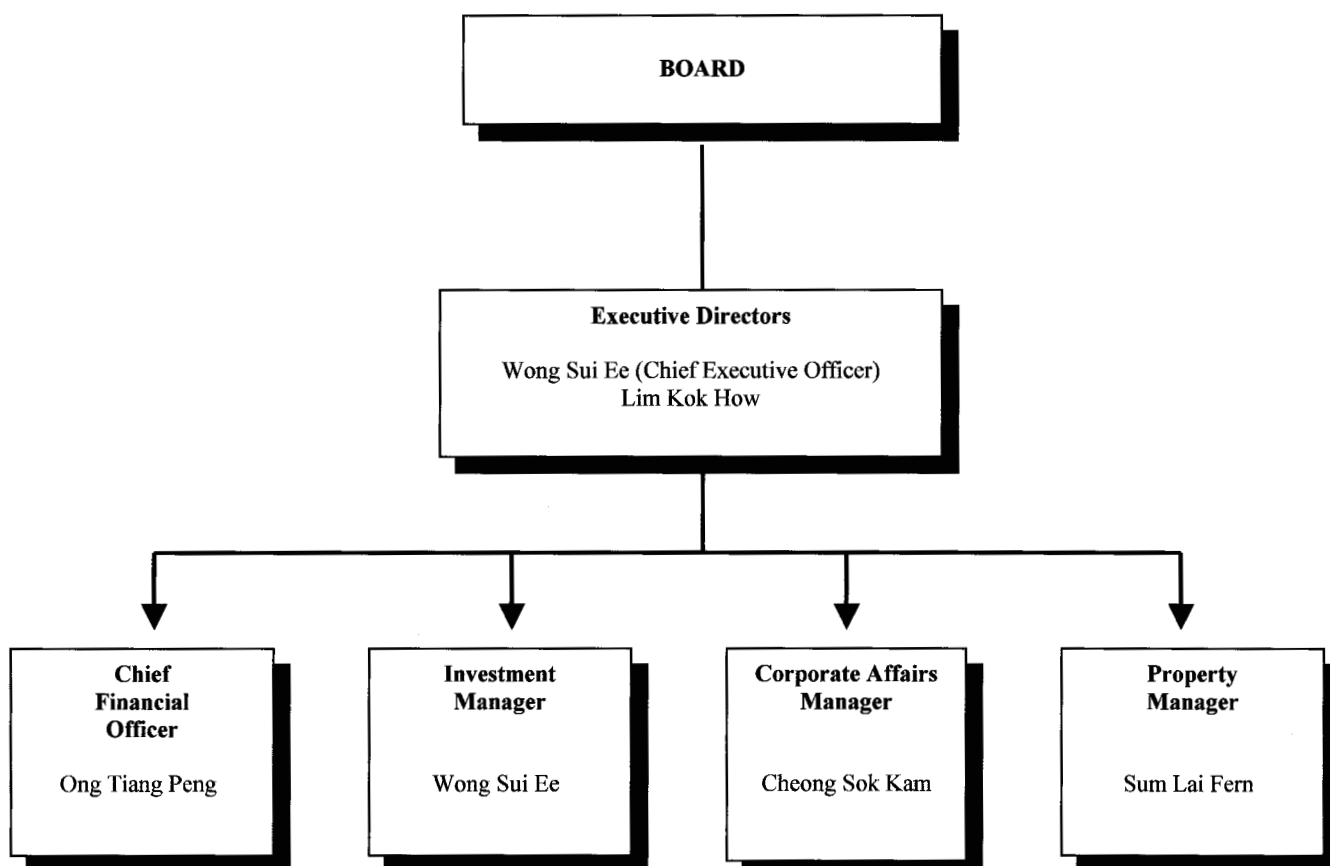 BOARD
Executive Directors
Wong Sui Ee (Chief Executive Officer)
Lim Kok How
Chief
Financial
Officer
Ong Tiang Peng
Investment
Manager
Wong Sui Ee
Corporate Affairs
Manager
Cheong Sok Kam
Property
Manager
Sum Lai Fern